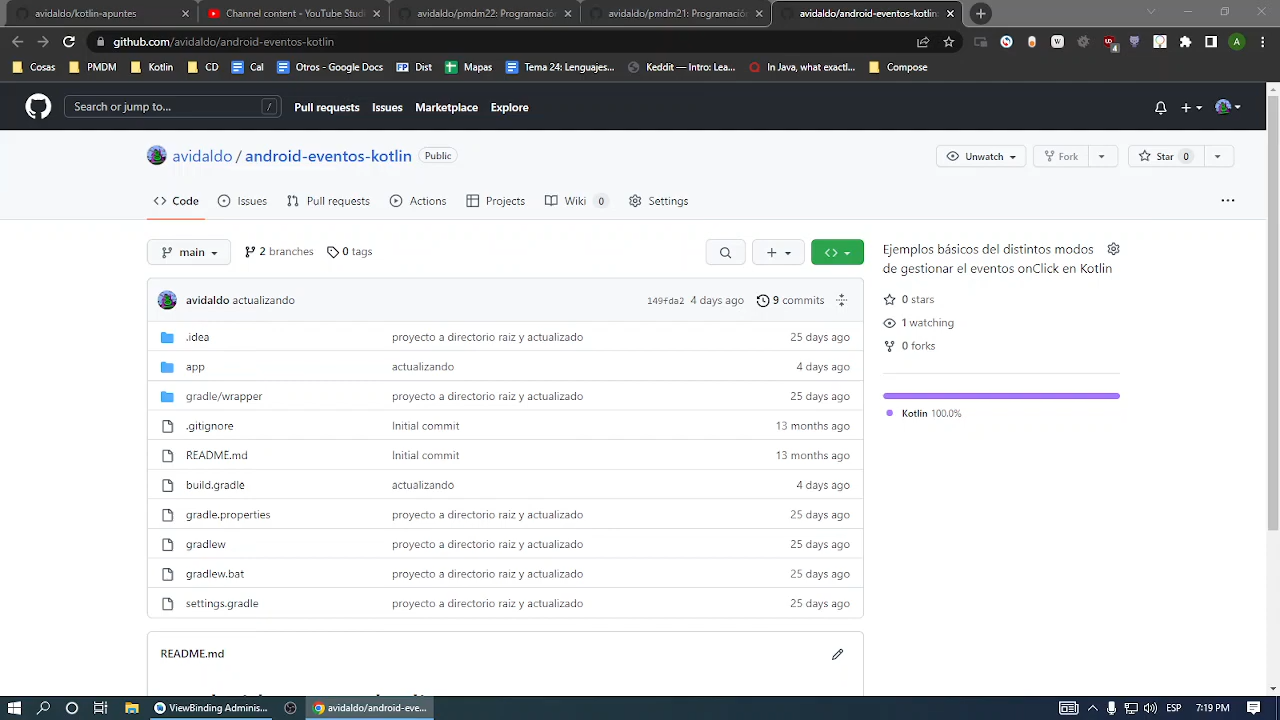 avidaldo/kotlin-apuntes
Channel content - YouTube Studi
avidaldo/pmdm22: Programació
avidaldo/pmdm21: Programació
avidaldo/android-eventos-kotlin:
github.com/avidaldo/android-eventos-kotlin
W
4
A
Cosas
PMDM
Kotlin
CD
Cal
Otros - Google Docs
FP
Dist
Mapas
Tema 24: Lenguajes...
Keddit — Intro: Lea...
In Java, what exactl...
Compose
Search or jump to...
/
Pull requests
Issues
Marketplace
Explore
avidaldo / android-eventos-kotlin
Public
Unwatch
Fork
Star 0
Code
Issues
Pull requests
Actions
Projects
Wiki 0
Settings
main
2 branches
0 tags
Ejemplos básicos del distintos modos
de gestionar el eventos onClick en Kotlin
avidaldo actualizando
149fda2 4 days ago
9 commits
0 stars
1 watching
0 forks
Kotlin 100.0%
.idea
proyecto a directorio raiz y actualizado
25 days ago
app
actualizando
4 days ago
gradle/wrapper
proyecto a directorio raiz y actualizado
25 days ago
.gitignore
Initial commit
13 months ago
README.md
Initial commit
13 months ago
build.gradle
actualizando
4 days ago
gradle.properties
proyecto a directorio raiz y actualizado
25 days ago
gradlew
proyecto a directorio raiz y actualizado
25 days ago
gradlew.bat
proyecto a directorio raiz y actualizado
25 days ago
settings.gradle
proyecto a directorio raiz y actualizado
25 days ago
README.md
ViewBinding Adminis...
avidaldo/android-eve...
ESP
7:19 PM